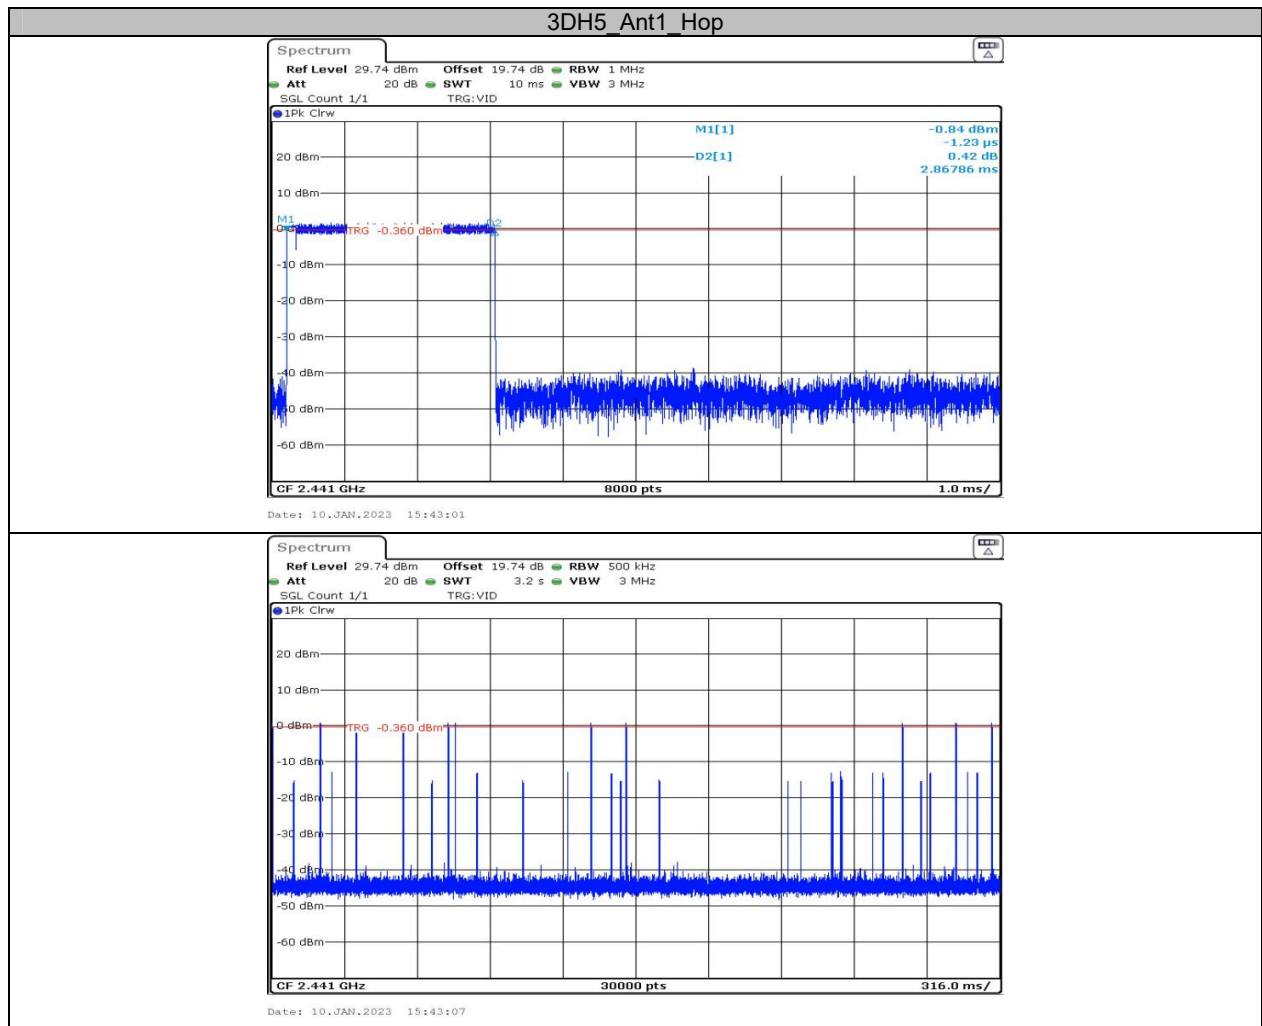 3DH5_Ant1_Hop
Spectrum
Ref Level 29.74 dBm Offset 19.74 dB RBW 1 MHz
Att 20 dB SWT 10 ms VBW 3 MHz
SGL Count 1/1 TRG:VID
1Pk Clrw
M1[1] -0.84 dBm
-1.23 µs
D2[1] 0.42 dB
2.86786 ms
20 dBm
10 dBm
M1 D2
TRG -0.360 dBm
-10 dBm
-20 dBm
-30 dBm
-40 dBm
-50 dBm
-60 dBm
CF 2.441 GHz 8000 pts 1.0 ms/
Date: 10.JAN.2023 15:43:01
Spectrum
Ref Level 29.74 dBm Offset 19.74 dB RBW 500 kHz
Att 20 dB SWT 3.2 s VBW 3 MHz
SGL Count 1/1 TRG:VID
1Pk Clrw
20 dBm
10 dBm
0 dBm TRG -0.360 dBm
-10 dBm
-20 dBm
-30 dBm
-40 dBm
-50 dBm
-60 dBm
CF 2.441 GHz 30000 pts 316.0 ms/
Date: 10.JAN.2023 15:43:07